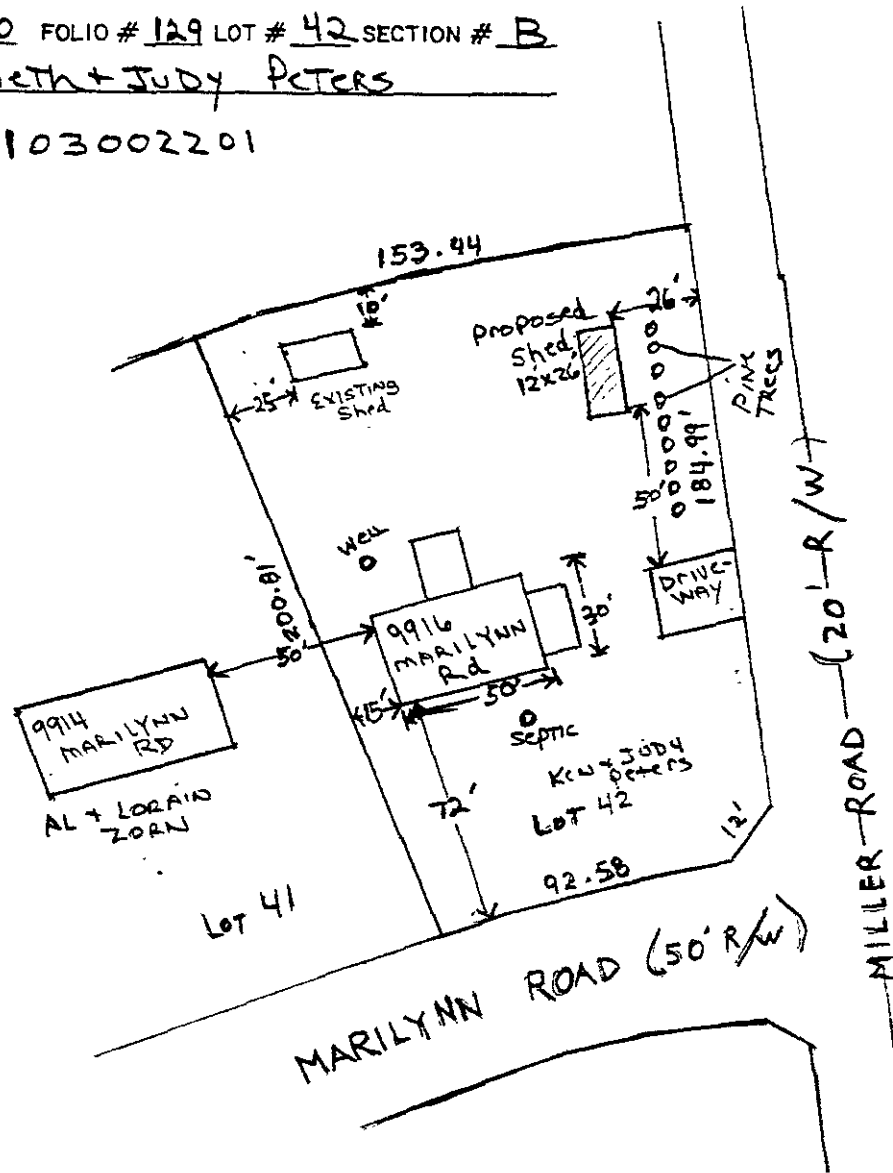 FOLIO # 129 LOT # 42 SECTION # B
eTh + JUDY PeTeRS
103002201
153.44
10'
26'
Proposed
Shed
12x26'
PINE
TRees
25'
EXISTING
Shed
184.99'
50'
well
200.81'
50'
9916
MARILYNN
Rd
30'
DRIVE-
WAY
15'
50'
septic
9914
MARILYNN
RD
AL + LORAIN
ZORN
72'
KEN & JUDY
Peters
LOT 42
12'
92.58
LOT 41
MARILYNN ROAD (50' R/W)
MILLER ROAD (20' R/W)